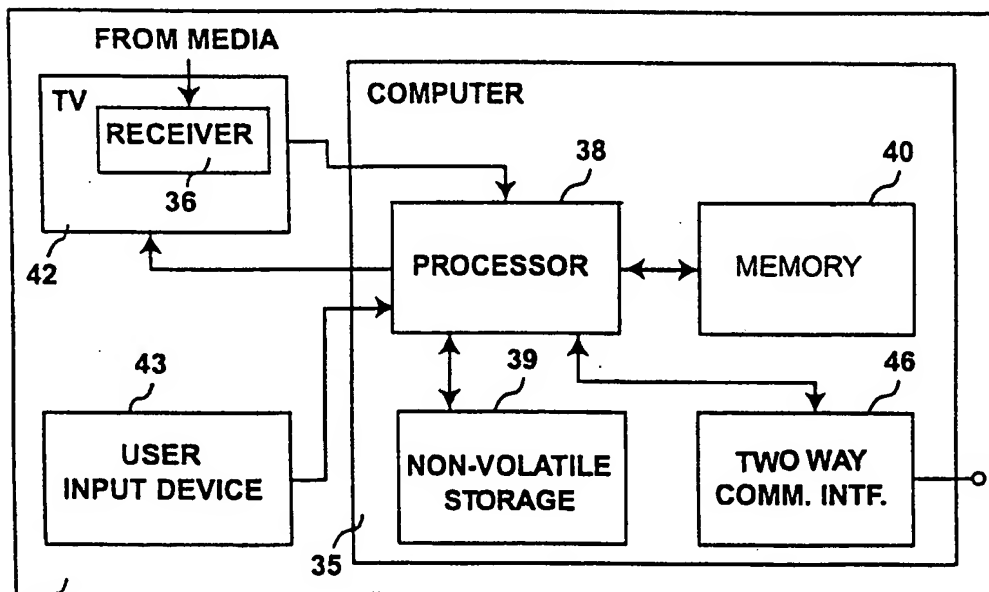 FROM MEDIA
TV
RECEIVER
36
42
COMPUTER
38
PROCESSOR
40
MEMORY
43
USER
INPUT DEVICE
39
NON-VOLATILE
STORAGE
46
TWO WAY
COMM. INTF.
35